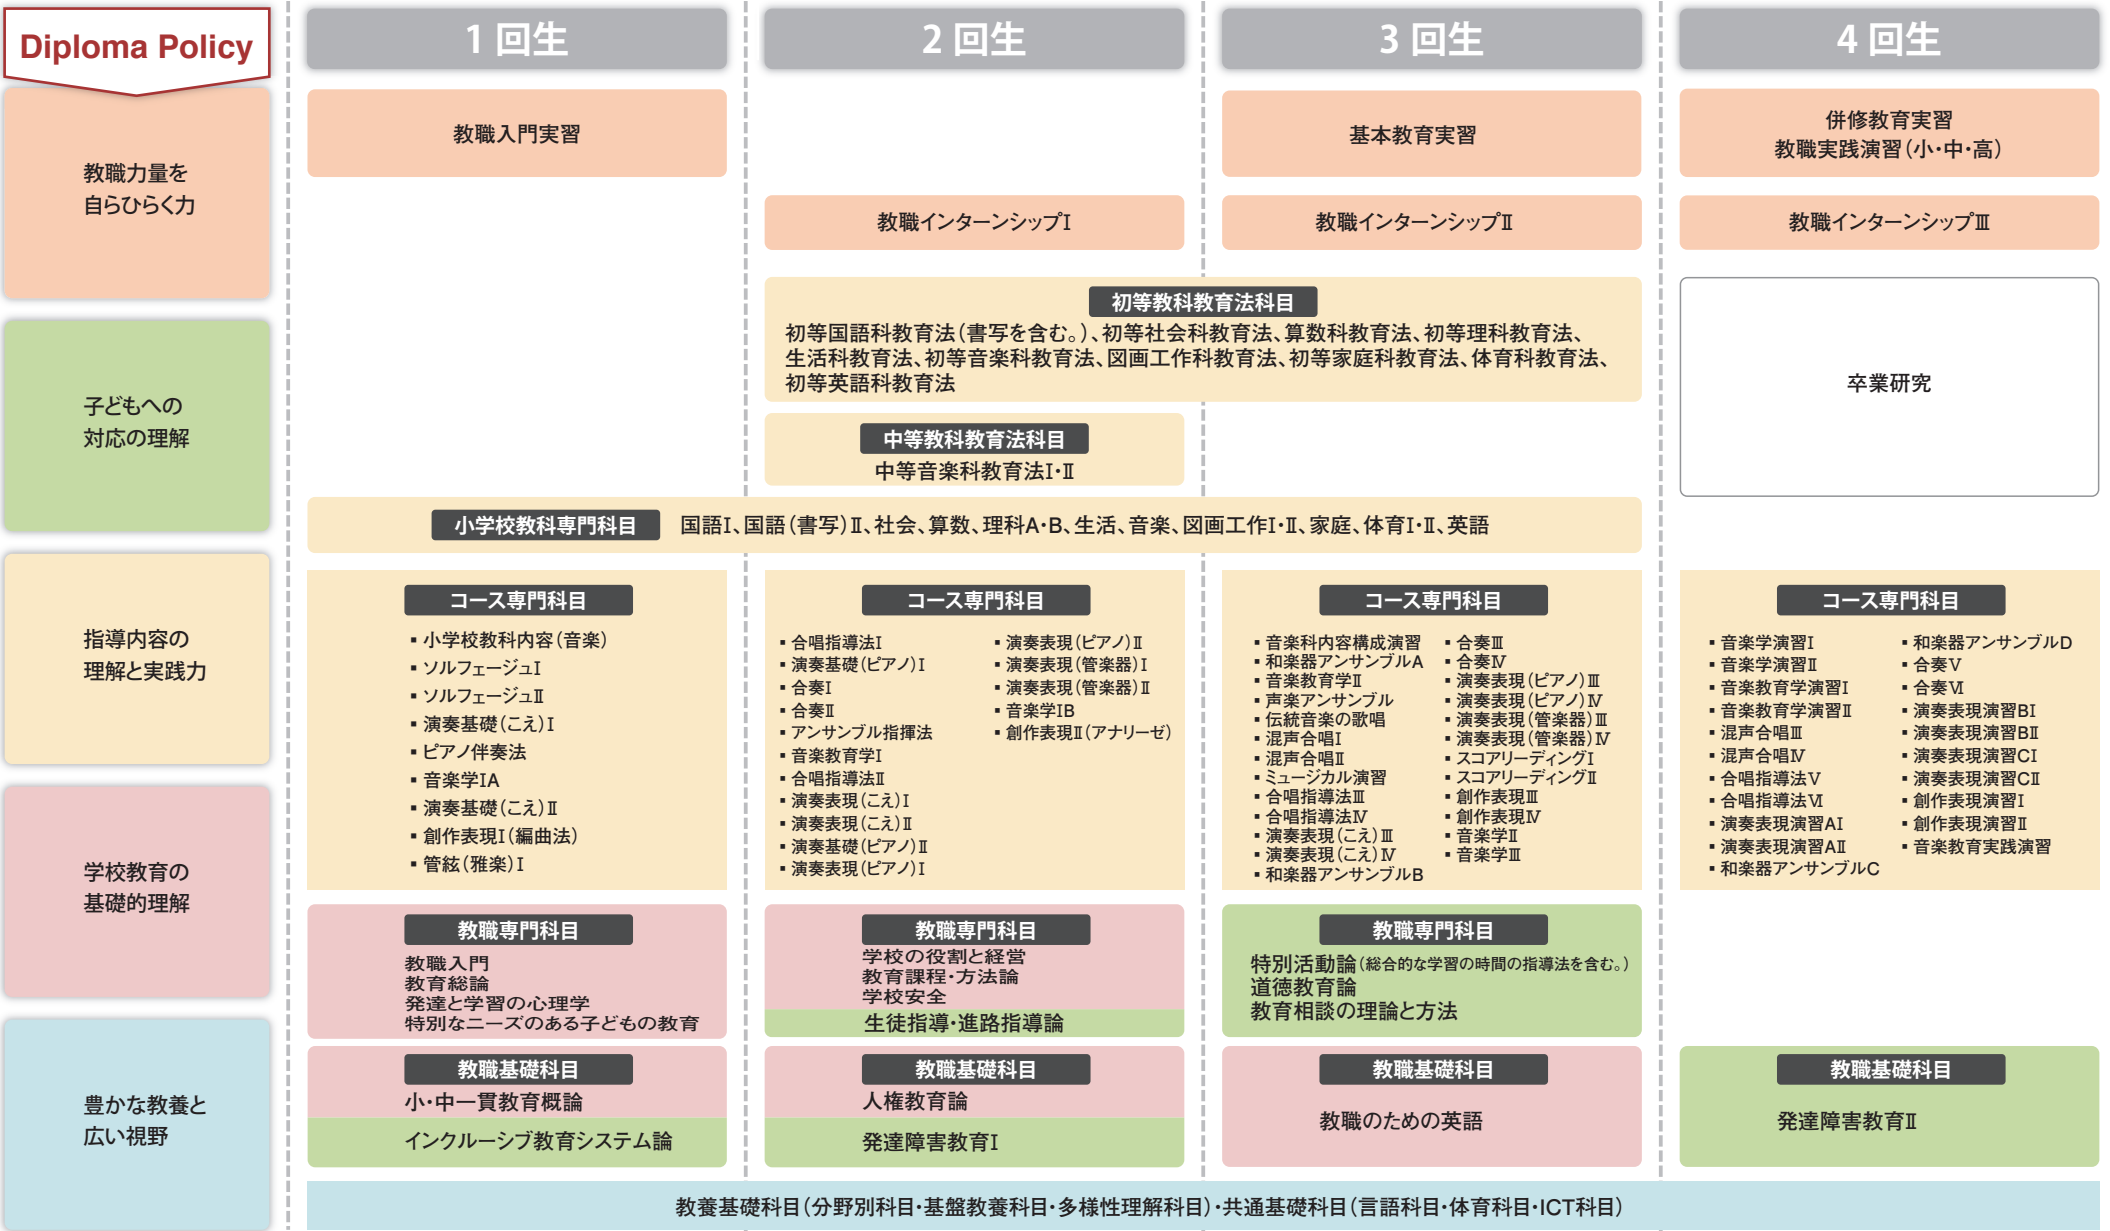 Diploma Policy
1回生
2回生
3回生
4回生
教職力量を
自らひらく力
子どもへの
対応の理解
指導内容の
理解と実践力
学校教育の
基礎的理解
豊かな教養と
広い視野
教職入門実習
基本教育実習
併修教育実習
教職実践演習(小・中・高)
教職インターンシップⅠ
教職インターンシップⅡ
教職インターンシップⅢ
初等教科教育法科目
初等国語科教育法(書写を含む。)、初等社会科教育法、算数科教育法、初等理科教育法、
生活科教育法、初等音楽科教育法、図画工作科教育法、初等家庭科教育法、体育科教育法、
初等英語科教育法
卒業研究
中等教科教育法科目
中等音楽科教育法Ⅰ・Ⅱ
小学校教科専門科目 国語Ⅰ、国語(書写)Ⅱ、社会、算数、理科A・B、生活、音楽、図画工作Ⅰ・Ⅱ、家庭、体育Ⅰ・Ⅱ、英語
コース専門科目
▪ 小学校教科内容(音楽)
▪ ソルフェージュⅠ
▪ ソルフェージュⅡ
▪ 演奏基礎(こえ)Ⅰ
▪ ピアノ伴奏法
▪ 音楽学ⅠA
▪ 演奏基礎(こえ)Ⅱ
▪ 創作表現Ⅰ(編曲法)
▪ 管絃(雅楽)Ⅰ
コース専門科目
▪ 合唱指導法Ⅰ
▪ 演奏基礎(ピアノ)Ⅰ
▪ 合奏Ⅰ
▪ 合奏Ⅱ
▪ アンサンブル指揮法
▪ 音楽教育学Ⅰ
▪ 合唱指導法Ⅱ
▪ 演奏表現(こえ)Ⅰ
▪ 演奏表現(こえ)Ⅱ
▪ 演奏基礎(ピアノ)Ⅱ
▪ 演奏表現(ピアノ)Ⅰ
▪ 演奏表現(ピアノ)Ⅱ
▪ 演奏表現(管楽器)Ⅰ
▪ 演奏表現(管楽器)Ⅱ
▪ 音楽学ⅠB
▪ 創作表現Ⅱ(アナリーゼ)
コース専門科目
▪ 音楽科内容構成演習
▪ 和楽器アンサンブルA
▪ 音楽教育学Ⅱ
▪ 声楽アンサンブル
▪ 伝統音楽の歌唱
▪ 混声合唱Ⅰ
▪ 混声合唱Ⅱ
▪ ミュージカル演習
▪ 合唱指導法Ⅲ
▪ 合唱指導法Ⅳ
▪ 演奏表現(こえ)Ⅲ
▪ 演奏表現(こえ)Ⅳ
▪ 和楽器アンサンブルB
▪ 合奏Ⅲ
▪ 合奏Ⅳ
▪ 演奏表現(ピアノ)Ⅲ
▪ 演奏表現(ピアノ)Ⅳ
▪ 演奏表現(管楽器)Ⅲ
▪ 演奏表現(管楽器)Ⅳ
▪ スコアリーディングⅠ
▪ スコアリーディングⅡ
▪ 創作表現Ⅲ
▪ 創作表現Ⅳ
▪ 音楽学Ⅱ
▪ 音楽学Ⅲ
コース専門科目
▪ 音楽学演習Ⅰ
▪ 音楽学演習Ⅱ
▪ 音楽教育学演習Ⅰ
▪ 音楽教育学演習Ⅱ
▪ 混声合唱Ⅲ
▪ 混声合唱Ⅳ
▪ 合唱指導法Ⅴ
▪ 合唱指導法Ⅵ
▪ 演奏表現演習AⅠ
▪ 演奏表現演習AⅡ
▪ 和楽器アンサンブルC
▪ 和楽器アンサンブルD
▪ 合奏Ⅴ
▪ 合奏Ⅵ
▪ 演奏表現演習BⅠ
▪ 演奏表現演習BⅡ
▪ 演奏表現演習CⅠ
▪ 演奏表現演習CⅡ
▪ 創作表現演習Ⅰ
▪ 創作表現演習Ⅱ
▪ 音楽教育実践演習
教職専門科目
教職入門
教育総論
発達と学習の心理学
特別なニーズのある子どもの教育
教職専門科目
学校の役割と経営
教育課程・方法論
学校安全
生徒指導・進路指導論
教職専門科目
特別活動論(総合的な学習の時間の指導法を含む。)
道徳教育論
教育相談の理論と方法
教職基礎科目
小・中一貫教育概論
インクルーシブ教育システム論
教職基礎科目
人権教育論
発達障害教育Ⅰ
教職基礎科目
教職のための英語
教職基礎科目
発達障害教育Ⅱ
教養基礎科目(分野別科目・基盤教養科目・多様性理解科目)・共通基礎科目(言語科目・体育科目・ICT科目)